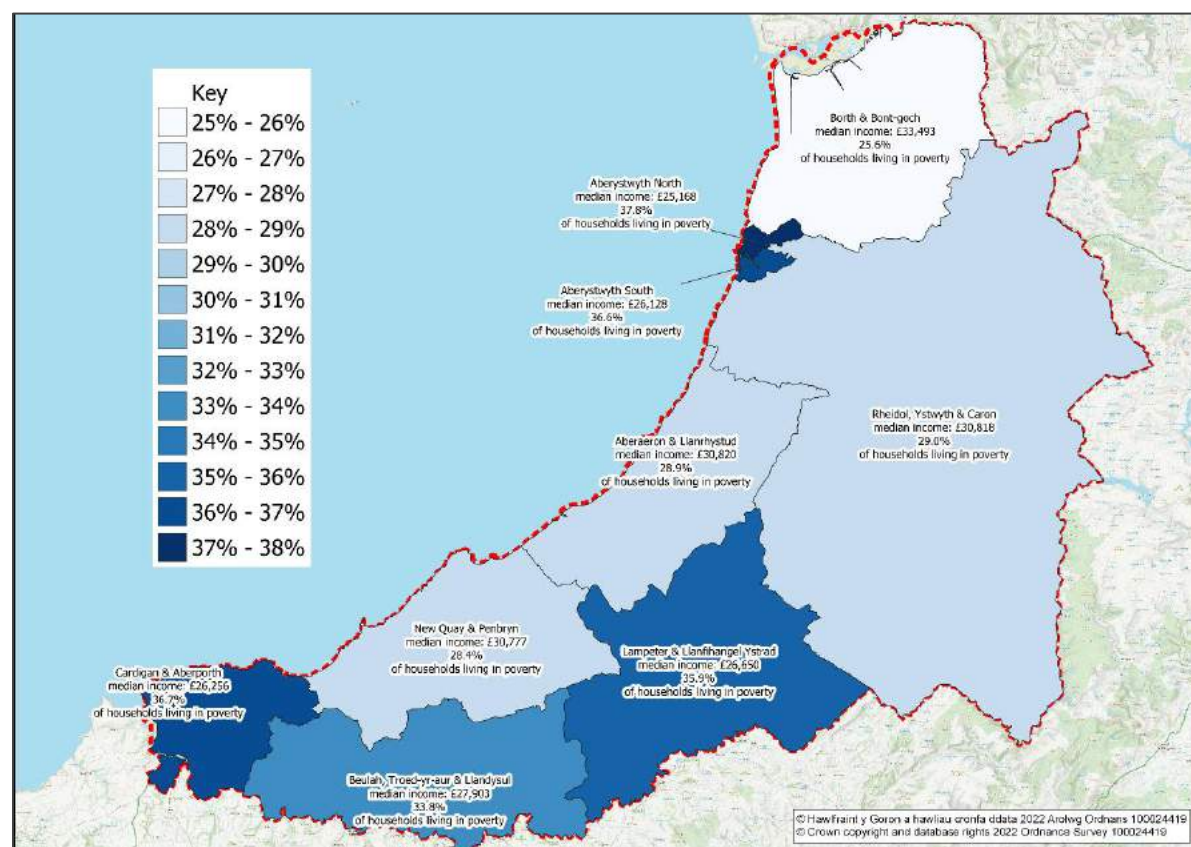 Key
25% - 26%
26% - 27%
27% - 28%
28% - 29%
29% - 30%
30% - 31%
31% - 32%
32% - 33%
33% - 34%
34% - 35%
35% - 36%
36% - 37%
37% - 38%
Borth & Bont-goch
median income: £33,493
25.6%
of households living in poverty
Aberystwyth North
median income: £25,168
37.8%
of households living in poverty
Aberystwyth South
median income: £26,128
36.6%
of households living in poverty
Rheidol, Ystwyth & Caron
median income: £30,818
29.0%
of households living in poverty
Aberaeron & Llanrhystud
median income: £30,820
28.9%
of households living in poverty
New Quay & Penbryn
median income: £30,777
28.4%
of households living in poverty
Lampeter & Llanfihangel Ystrad
median income: £26,650
35.9%
of households living in poverty
Cardigan & Aberporth
median income: £26,256
36.7%
of households living in poverty
Beulah, Troed-yr-aur & Llandysul
median income: £27,903
33.8%
of households living in poverty
© Hawlfraint y Goron a hawliau cronfa ddata 2022 Arolwg Ordnans 100024419
© Crown copyright and database rights 2022 Ordnance Survey 100024419